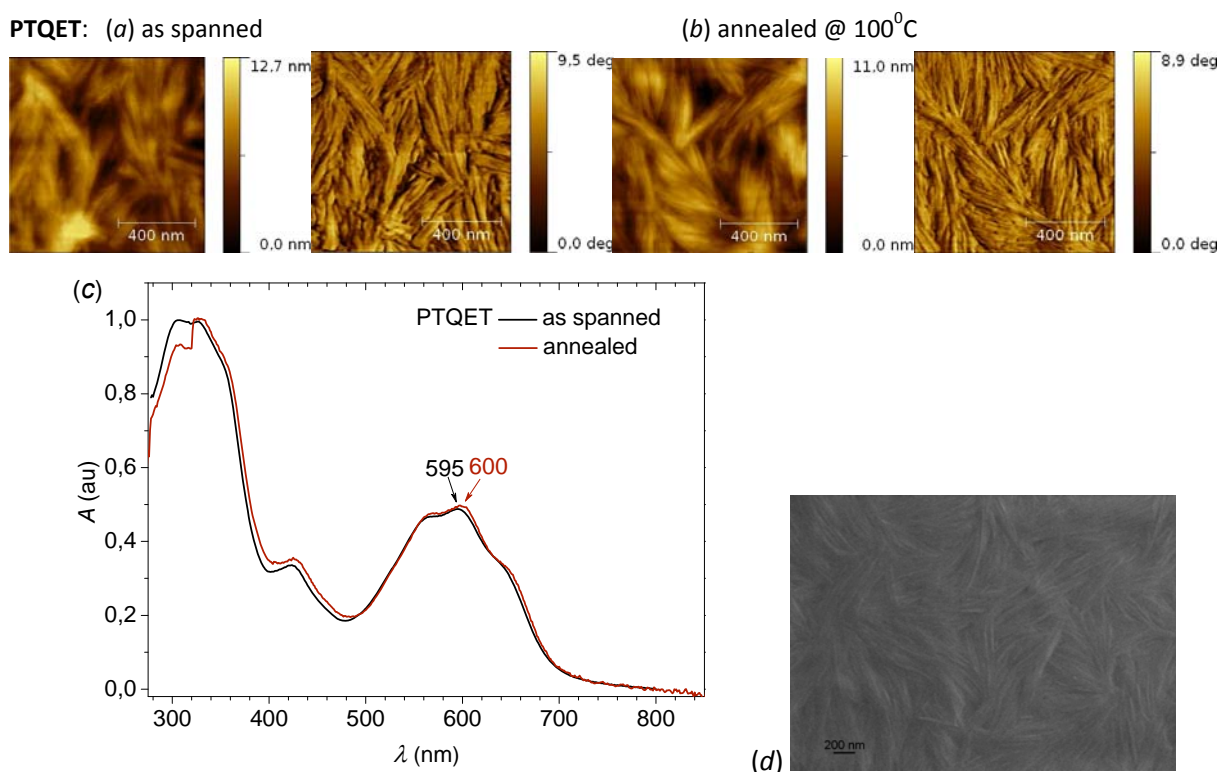 PTQET: (a) as spanned
(b) annealed @ 100⁰C
12.7 nm
9,5 deg
11.0 nm
8,9 deg
400 nm
400 nm
400 nm
400 nm
0.0 nm
0,0 deg
0.0 nm
0,0 deg
(c)
1,0
0,8
0,6
0,4
0,2
0,0
A (au)
PTQET
as spanned
annealed
595
600
300
400
500
600
700
800
λ (nm)
200 nm
(d)